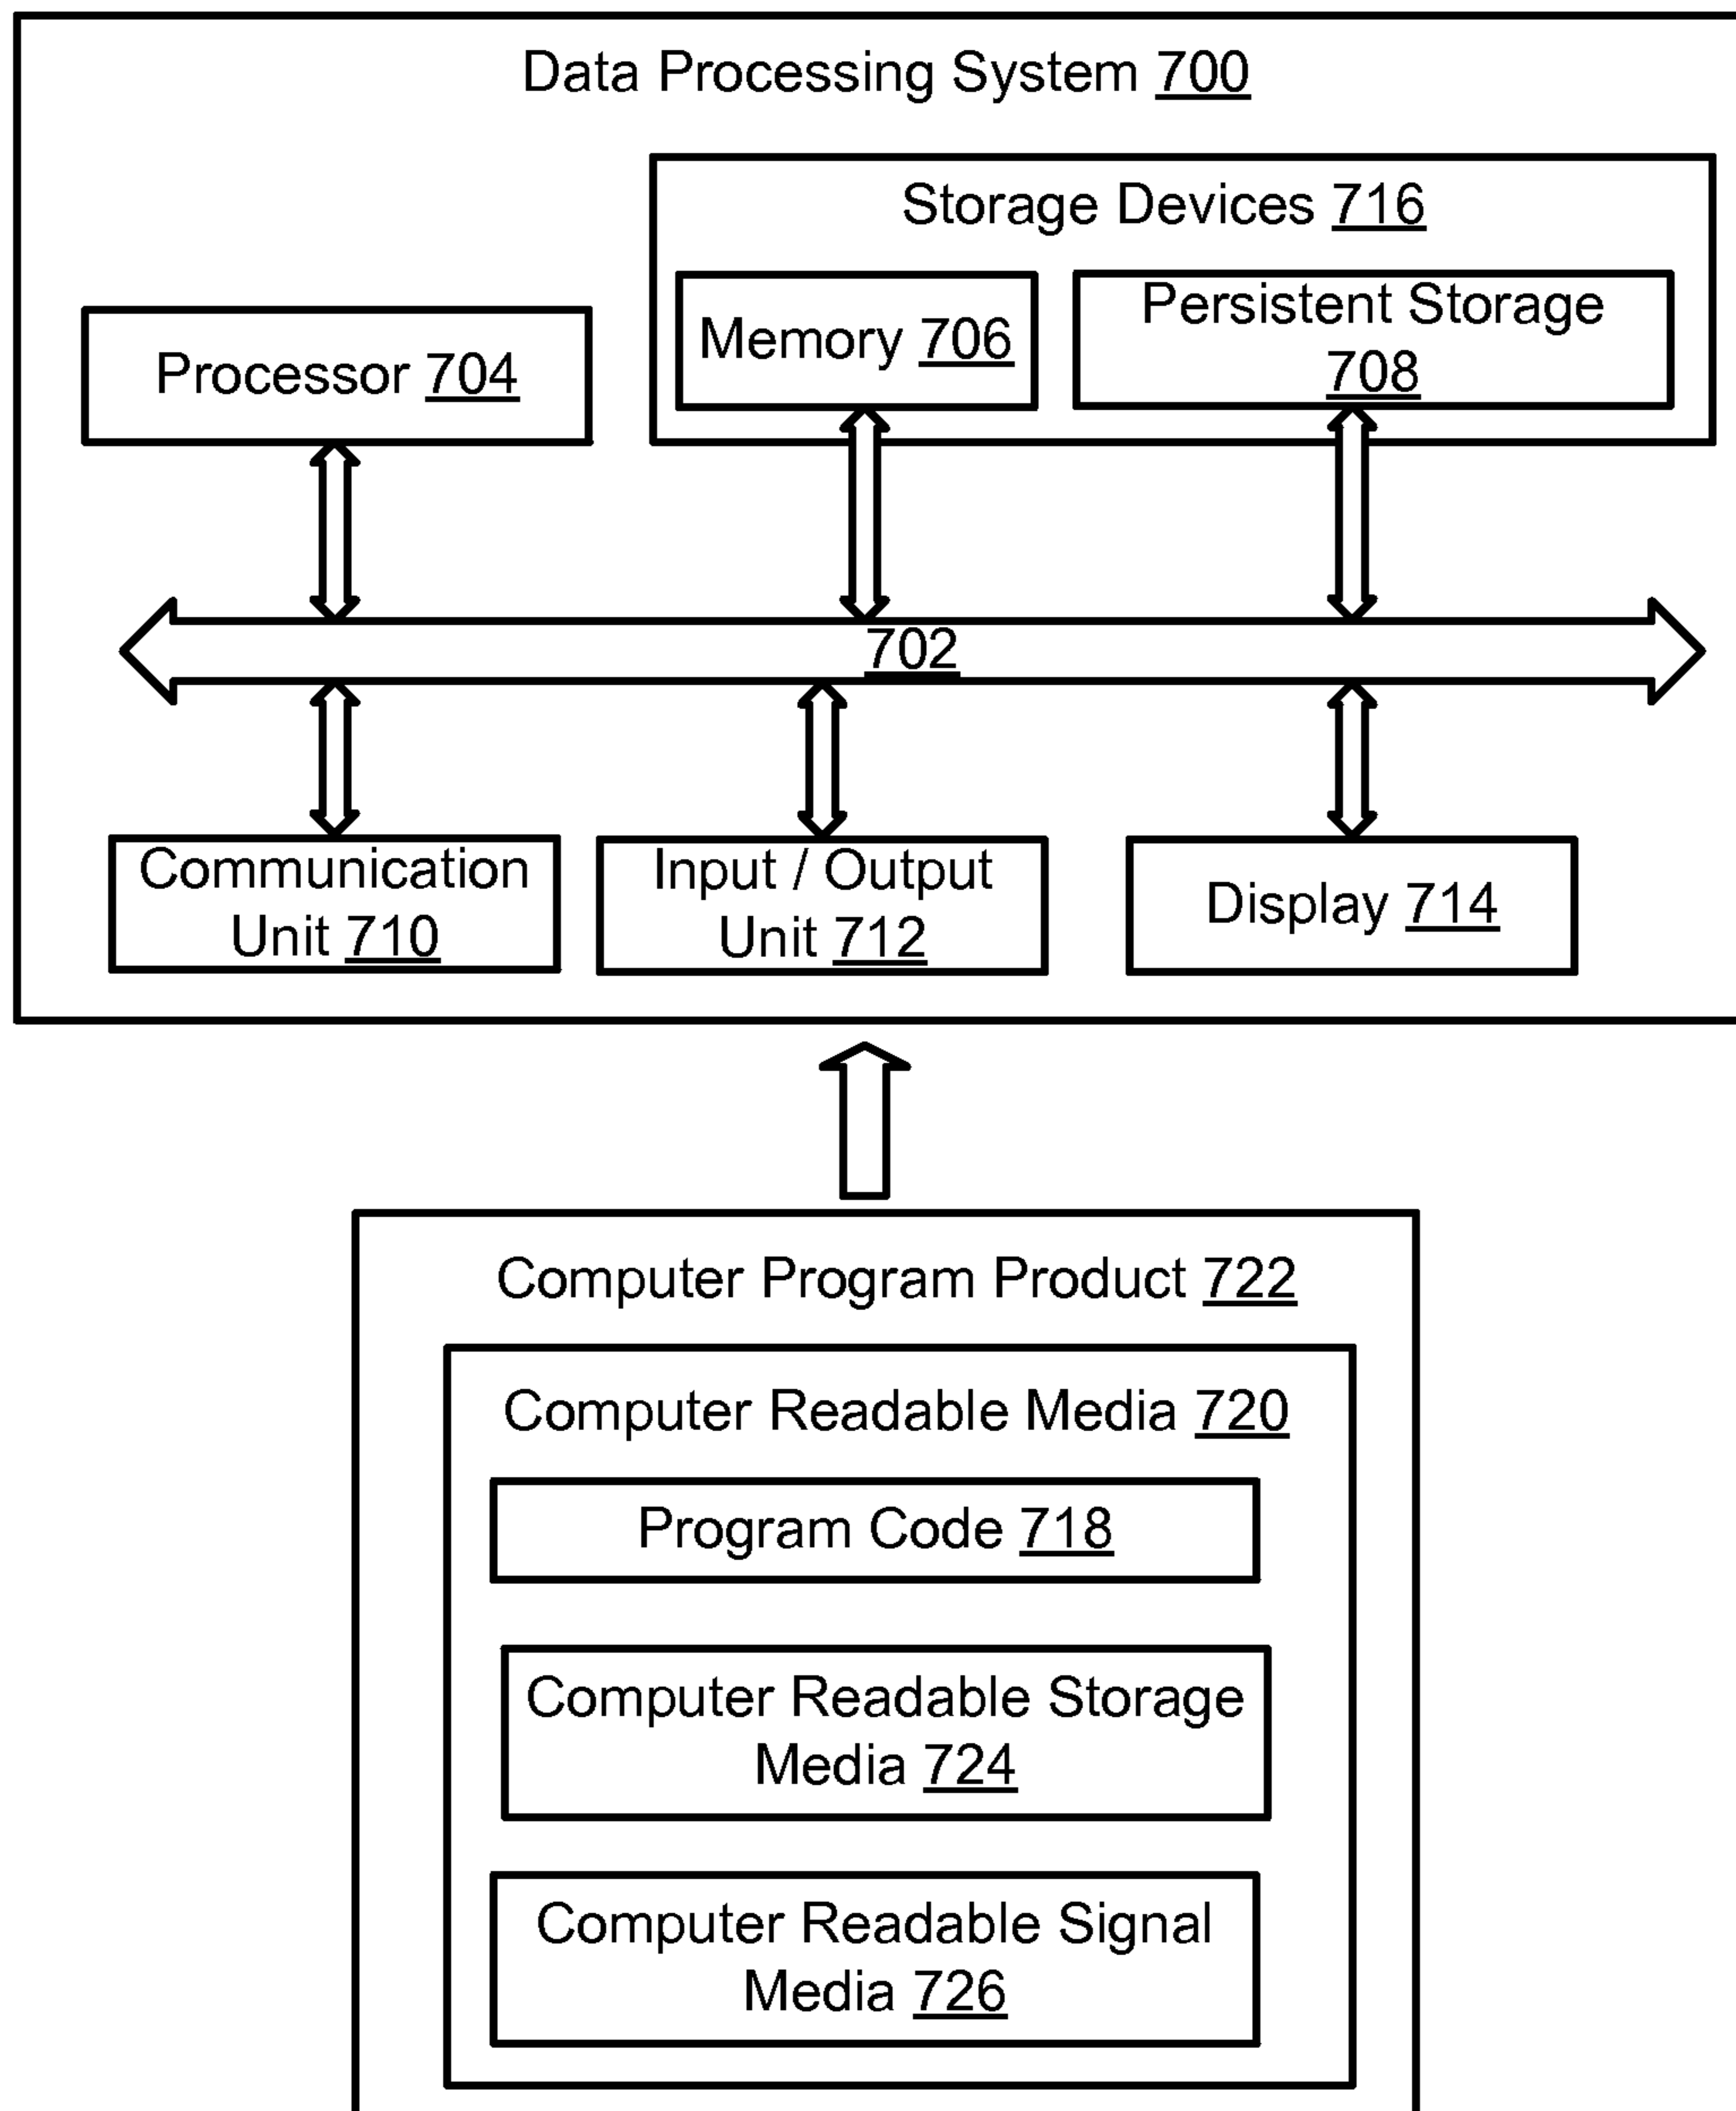 Data Processing System 700
Storage Devices 716
Memory 706
Persistent Storage
708
Processor 704
702
Communication
Unit 710
Input / Output
Unit 712
Display 714
Computer Program Product 722
Computer Readable Media 720
Program Code 718
Computer Readable Storage
Media 724
Computer Readable Signal
Media 726